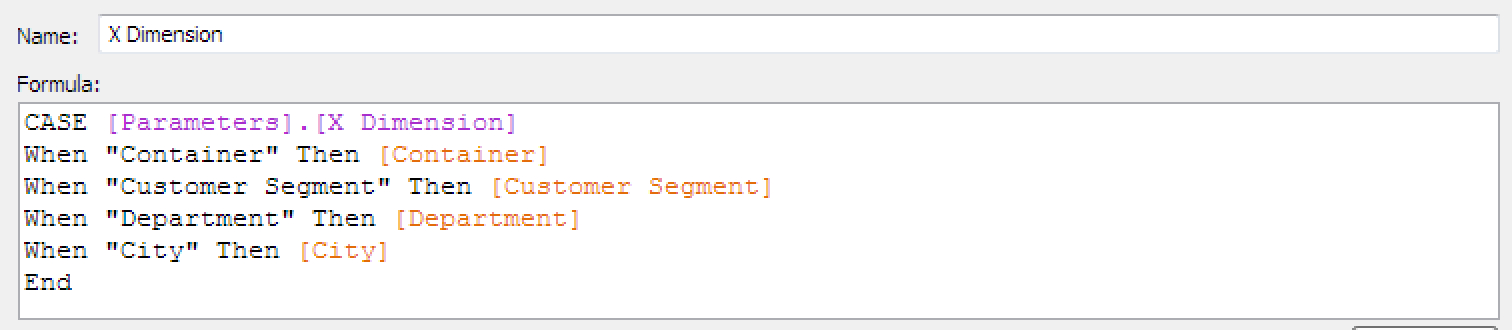 Name: X Dimension
Formula:
CASE [Parameters].[X Dimension]
When "Container" Then [Container]
When "Customer Segment" Then [Customer Segment]
When "Department" Then [Department]
When "City" Then [City]
End